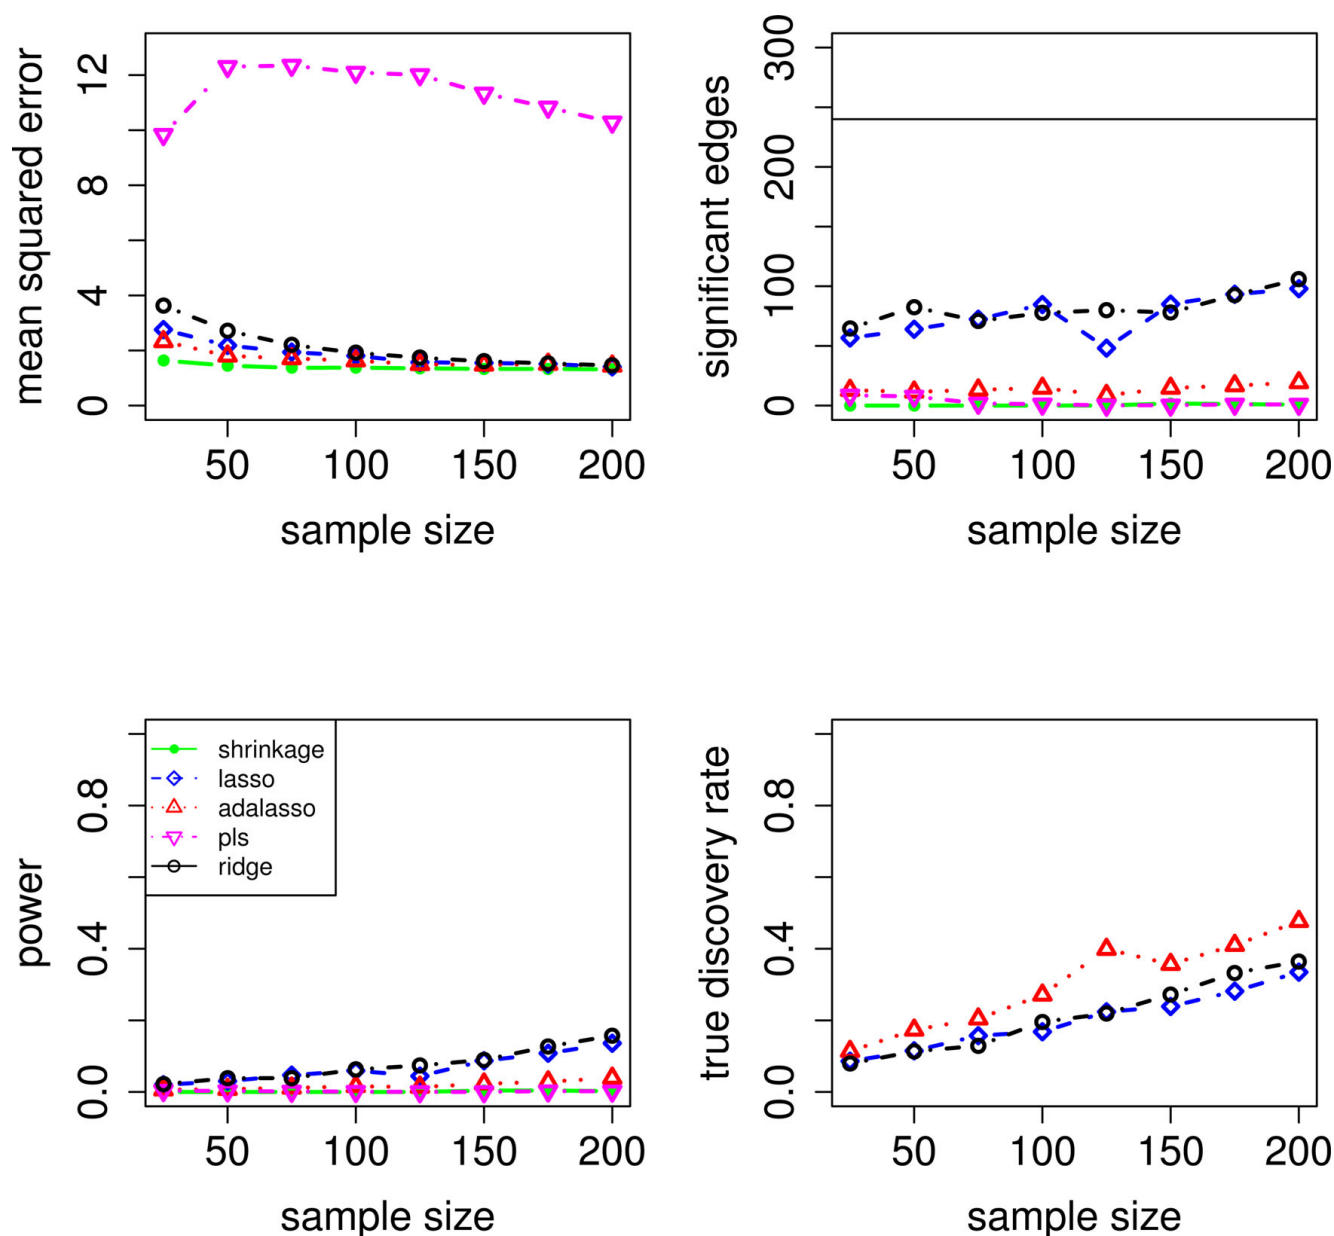 mean squared error
12
8
4
0
50 100 150 200
sample size
significant edges
300
200
100
0
50 100 150 200
sample size
power
0.8
0.4
0.0
shrinkage
lasso
adalasso
pls
ridge
50 100 150 200
sample size
true discovery rate
0.8
0.4
0.0
50 100 150 200
sample size